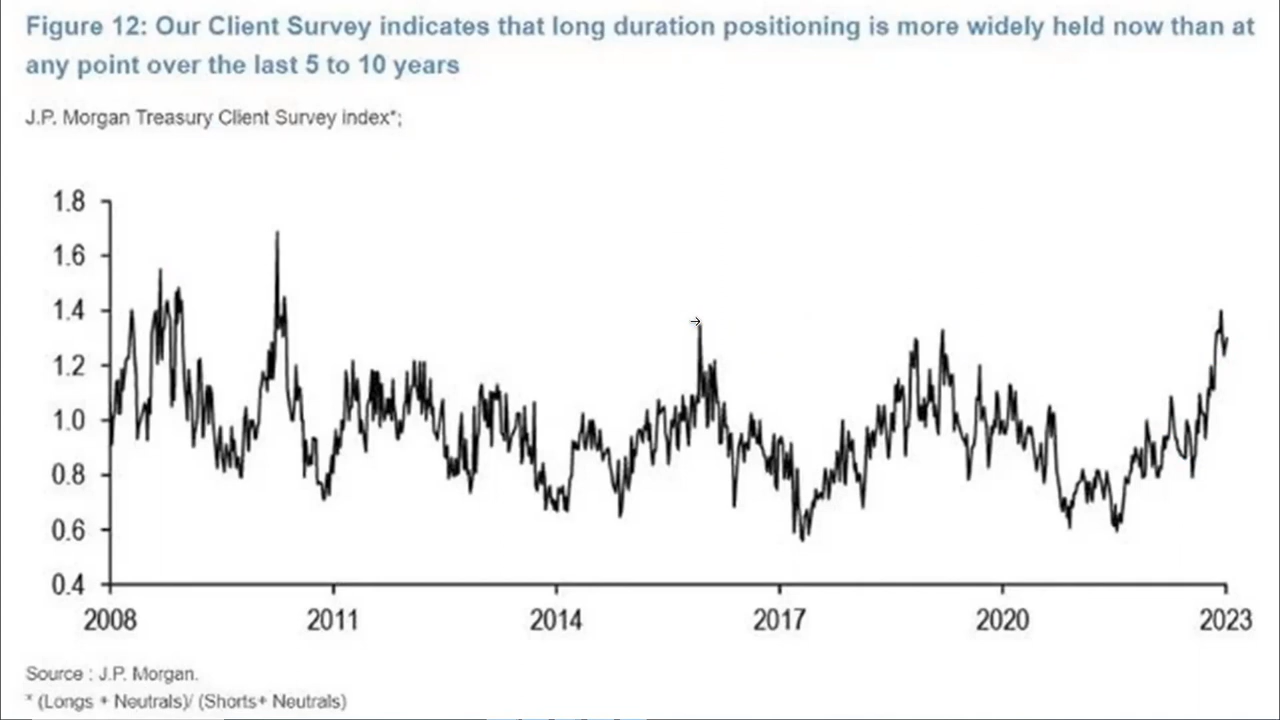 Figure 12: Our Client Survey indicates that long duration positioning is more widely held now than at
any point over the last 5 to 10 years
J.P. Morgan Treasury Client Survey index*;
1.8
1.6
1.4
1.2
1.0
0.8
0.6
0.4
2008 2011 2014 2017 2020 2023
Source : J.P. Morgan.
* (Longs + Neutrals)/ (Shorts+ Neutrals)